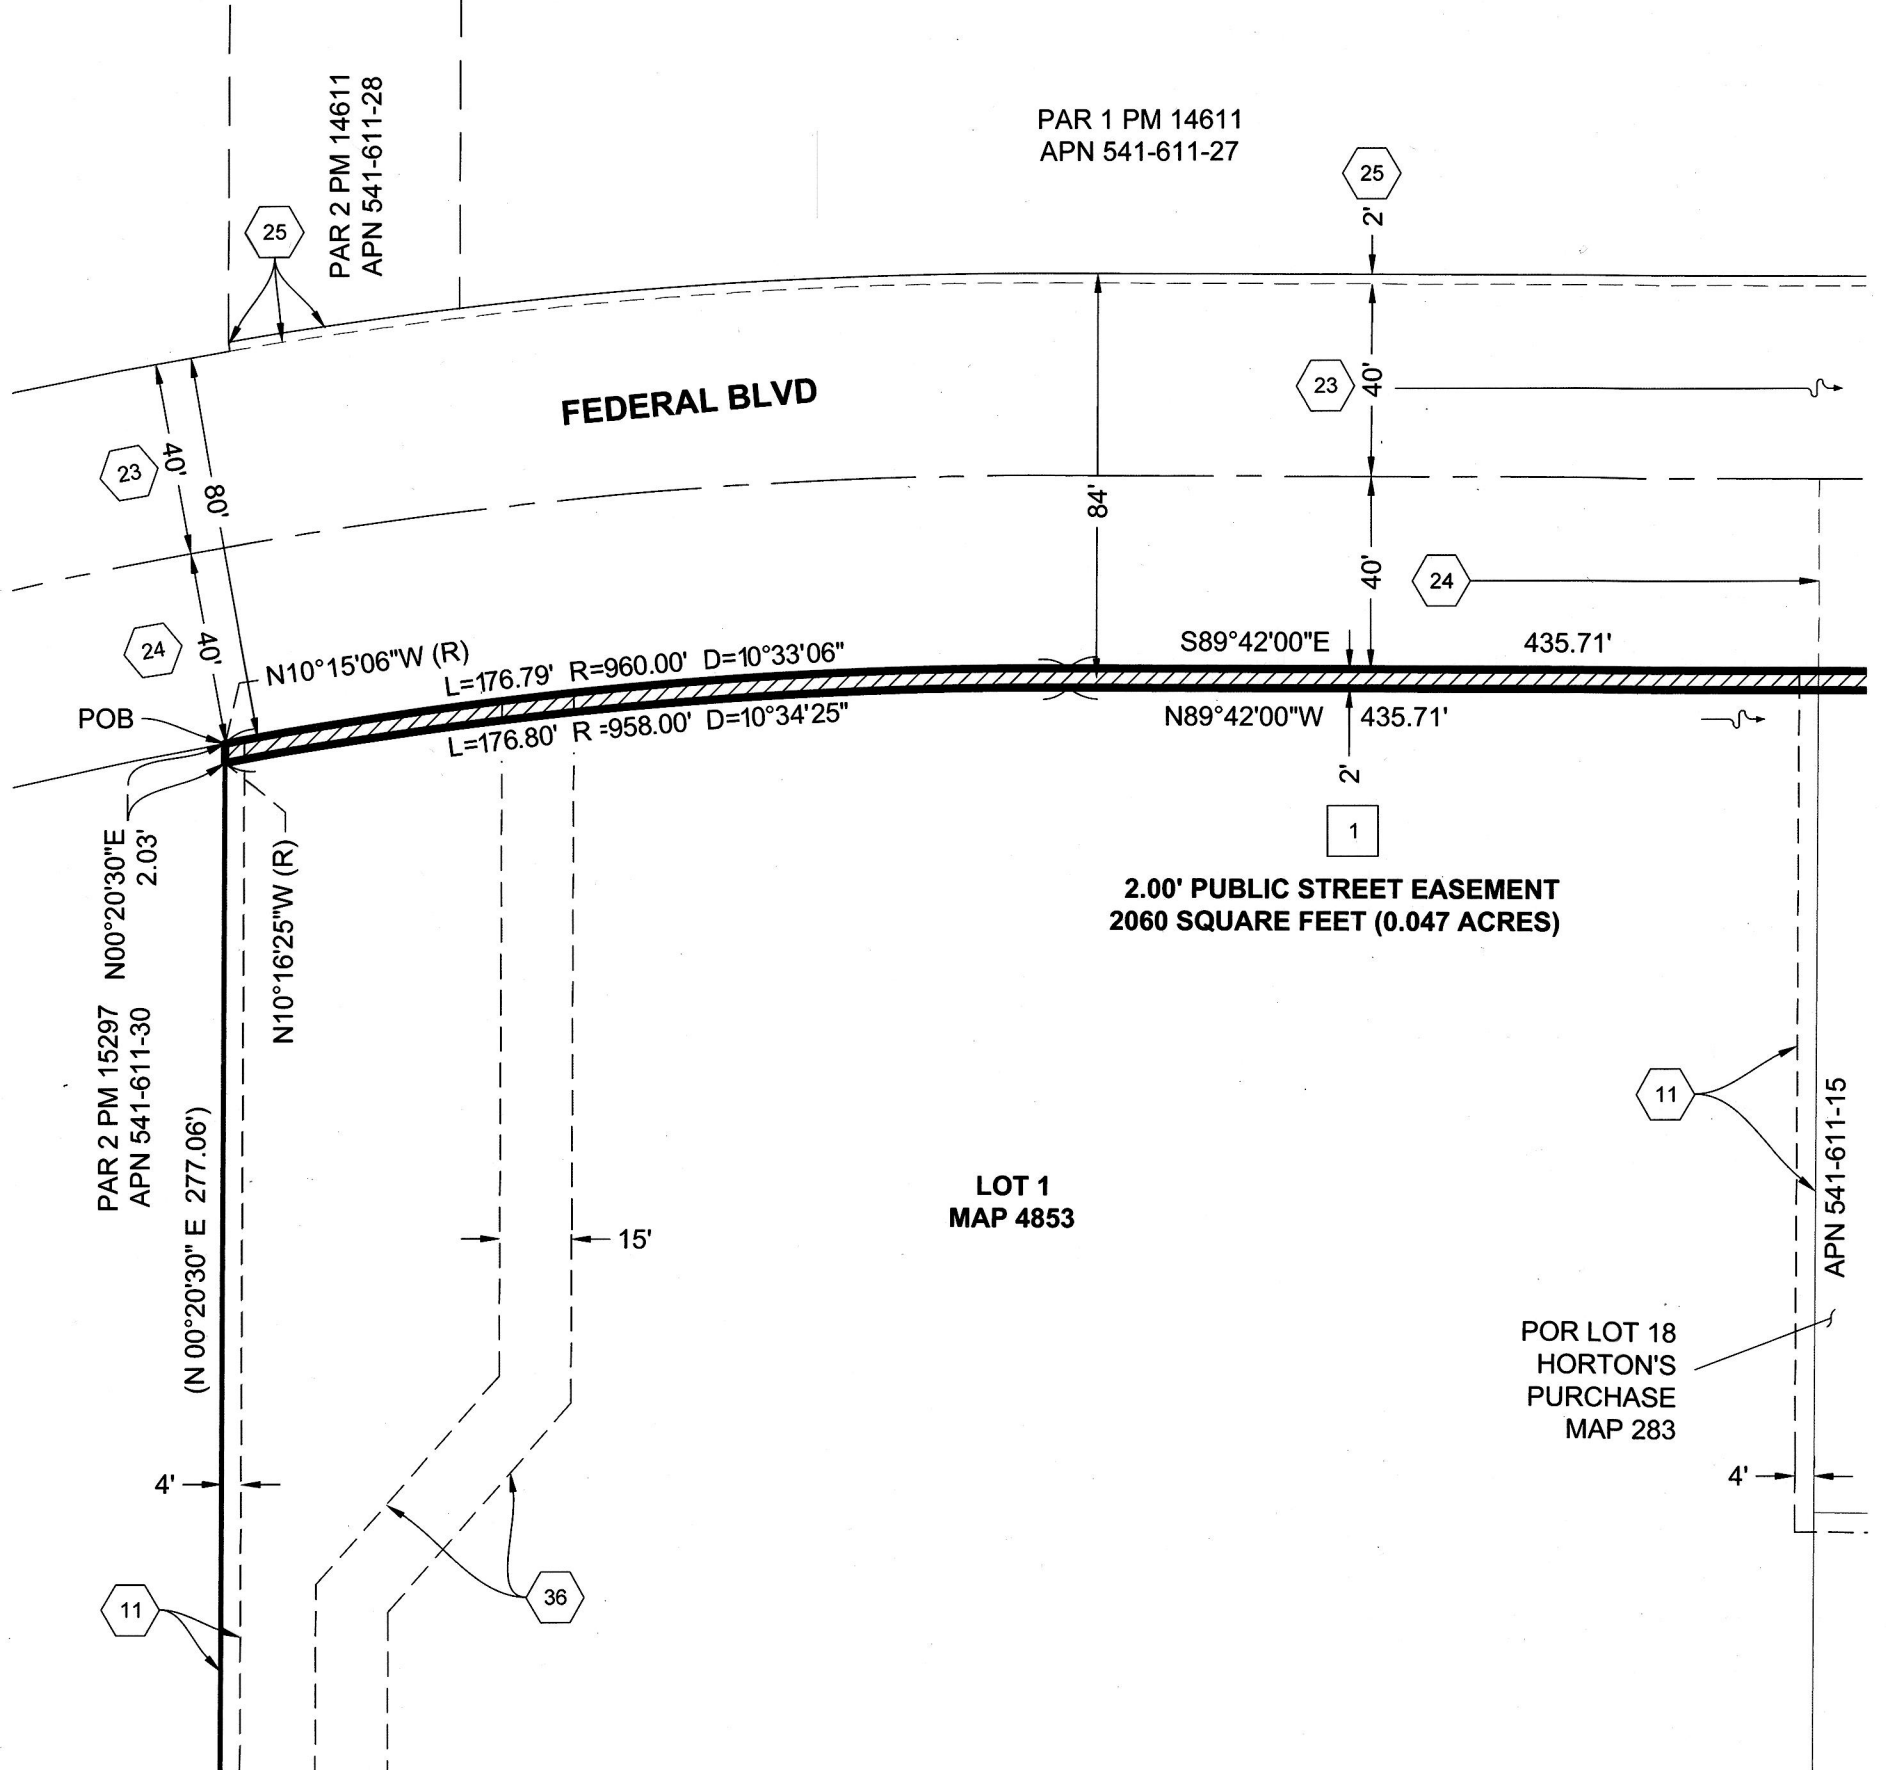 PAR 2 PM 14611
APN 541-611-28
PAR 1 PM 14611
APN 541-611-27
25
2'
25
FEDERAL BLVD
23
40'
23
40'
80'
84'
40'
24
24
40'
N10°15'06"W (R)
L=176.79' R=960.00' D=10°33'06"
S89°42'00"E 435.71'
POB
L=176.80' R =958.00' D=10°34'25"
N89°42'00"W 435.71'
2'
1
2.00' PUBLIC STREET EASEMENT
2060 SQUARE FEET (0.047 ACRES)
N00°20'30"E
2.03'
N10°16'25"W (R)
PAR 2 PM 15297
APN 541-611-30
(N 00°20'30" E 277.06')
11
APN 541-611-15
LOT 1
MAP 4853
15'
POR LOT 18
HORTON'S
PURCHASE
MAP 283
4'
4'
11
36